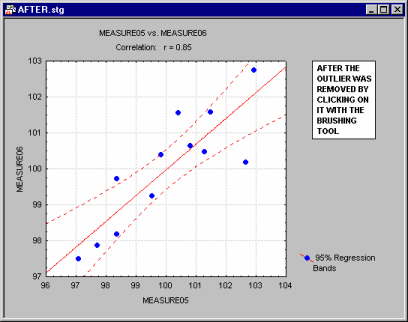 AFTER.stg
MEASURE05 vs. MEASURE06
Correlation: r = 0.85
103
102
101
100
99
98
97
MEASURE06
96 97 98 99 100 101 102 103 104
MEASURE05
AFTER THE
OUTLIER WAS
REMOVED BY
CLICKING ON
IT WITH THE
BRUSHING
TOOL
95% Regression
Bands